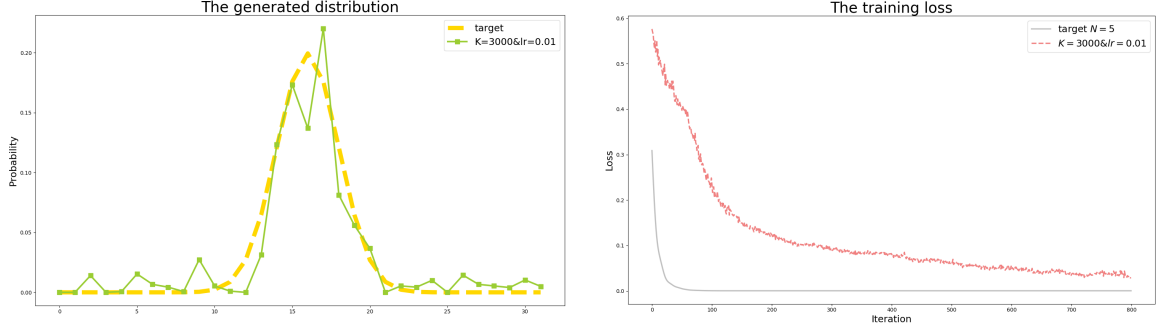 The generated distribution
target
K=3000&lr=0.01
Probability
0.20
0.15
0.10
0.05
0.00
0 5 10 15 20 25 30
The training loss
target N = 5
K = 3000&lr = 0.01
Loss
0.6
0.5
0.4
0.3
0.2
0.1
0.0
0 100 200 300 400 500 600 700 800
Iteration